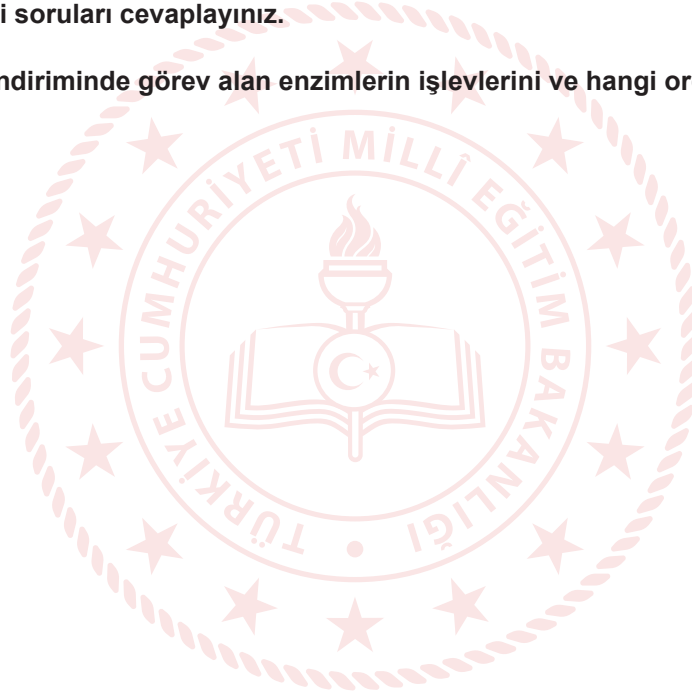 i soruları cevaplayınız.
ndiriminde görev alan enzimlerin işlevlerini ve hangi or
TÜRKİYE CUMHURİYETİ MİLLÎ EĞİTİM BAKANLIĞI